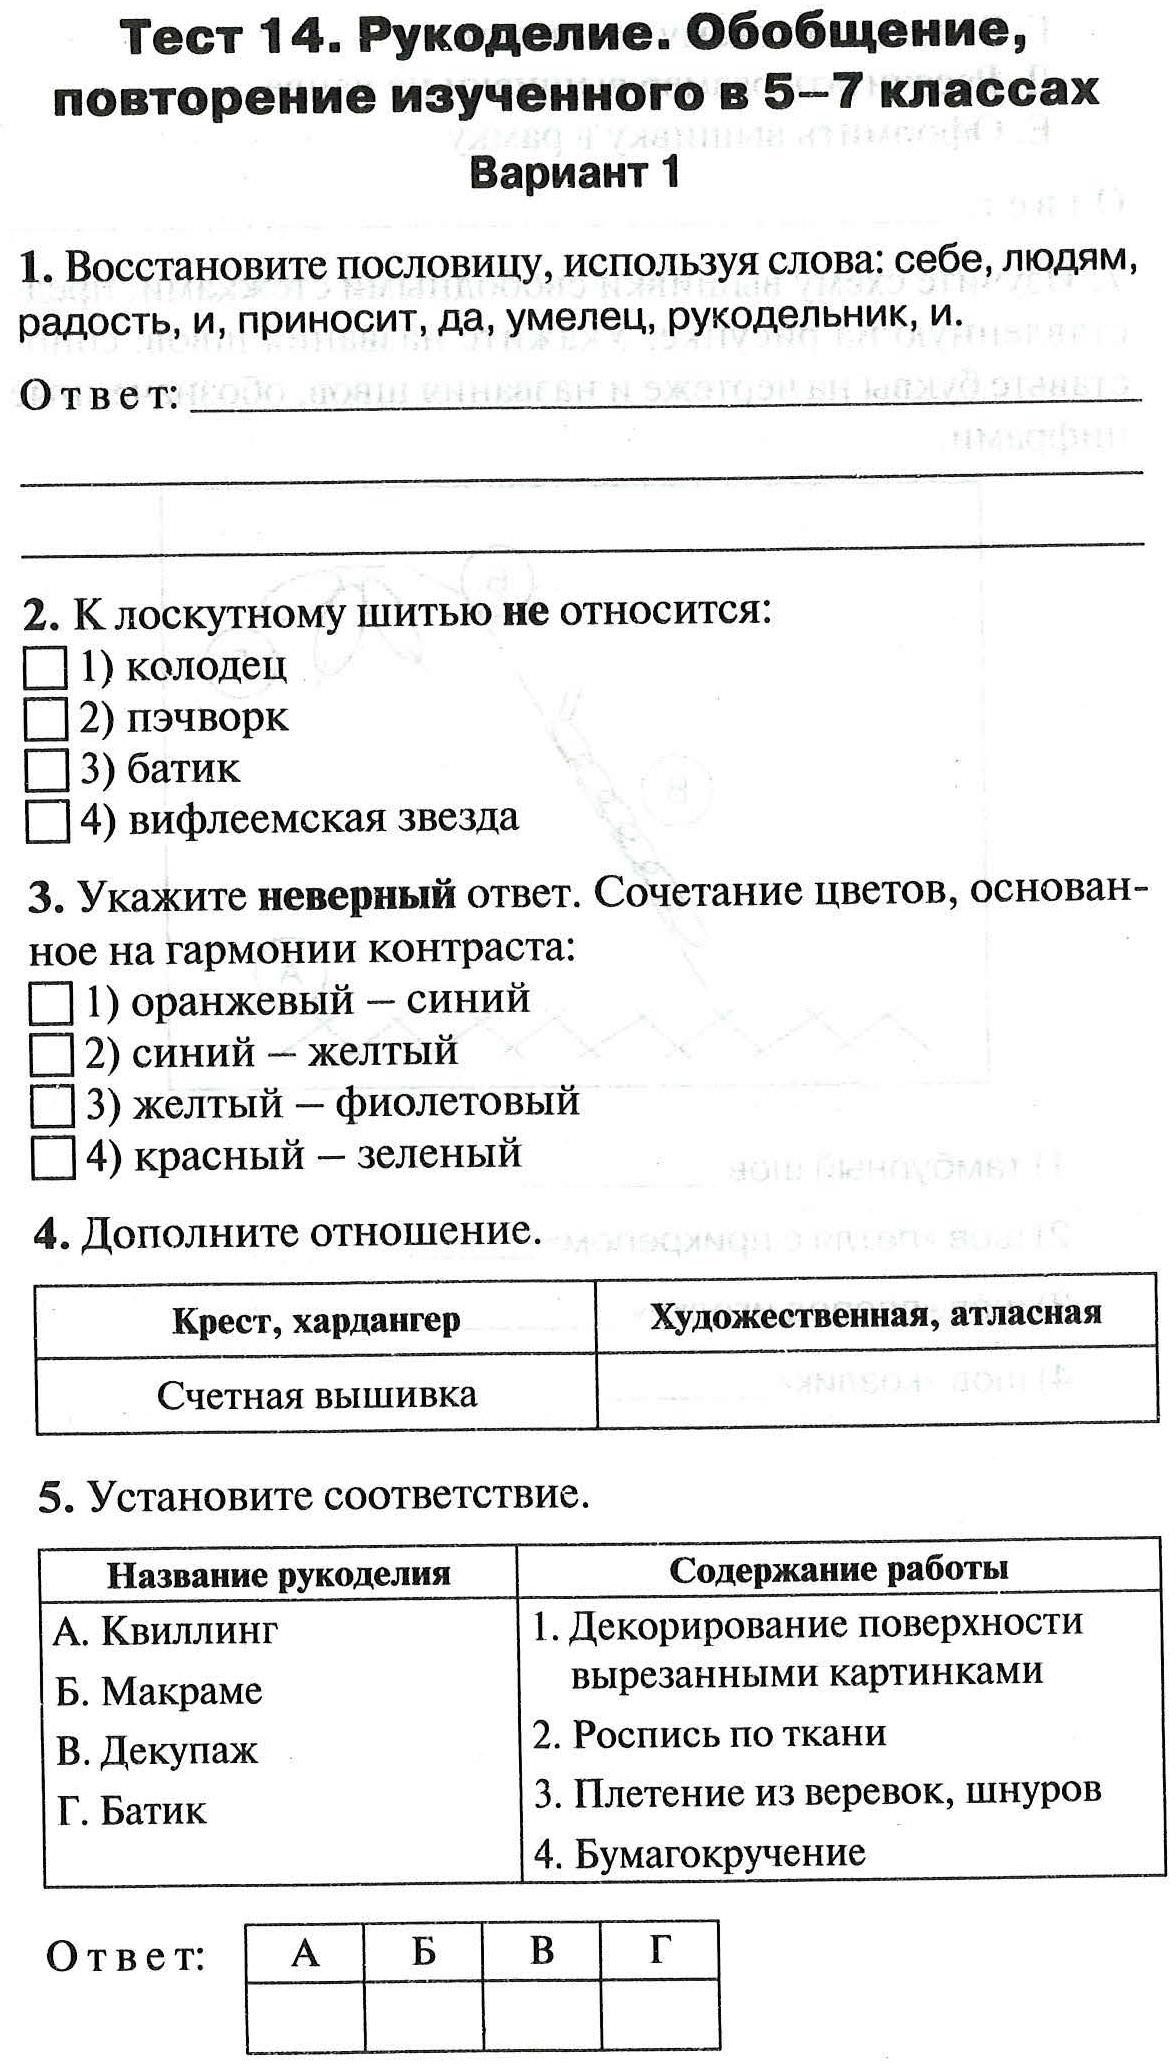 Тест 14. Рукоделие. Обобщение,
повторение изученного в 5–7 классах
Вариант 1
1. Восстановите пословицу, используя слова: себе, людям,
радость, и, приносит, да, умелец, рукодельник, и.
Ответ:
2. К лоскутному шитью не относится:
1) колодец
2) пэчворк
3) батик
4) вифлеемская звезда
3. Укажите неверный ответ. Сочетание цветов, основан-
ное на гармонии контраста:
1) оранжевый – синий
2) синий – желтый
3) желтый – фиолетовый
4) красный – зеленый
4. Дополните отношение.
Крест, хардангер Художественная, атласная
Счетная вышивка
5. Установите соответствие.
Название рукоделия Содержание работы
А. Квиллинг
Б. Макраме
В. Декупаж
Г. Батик
1. Декорирование поверхности
вырезанными картинками
2. Роспись по ткани
3. Плетение из веревок, шнуров
4. Бумагокручение
Ответ:
А Б В Г